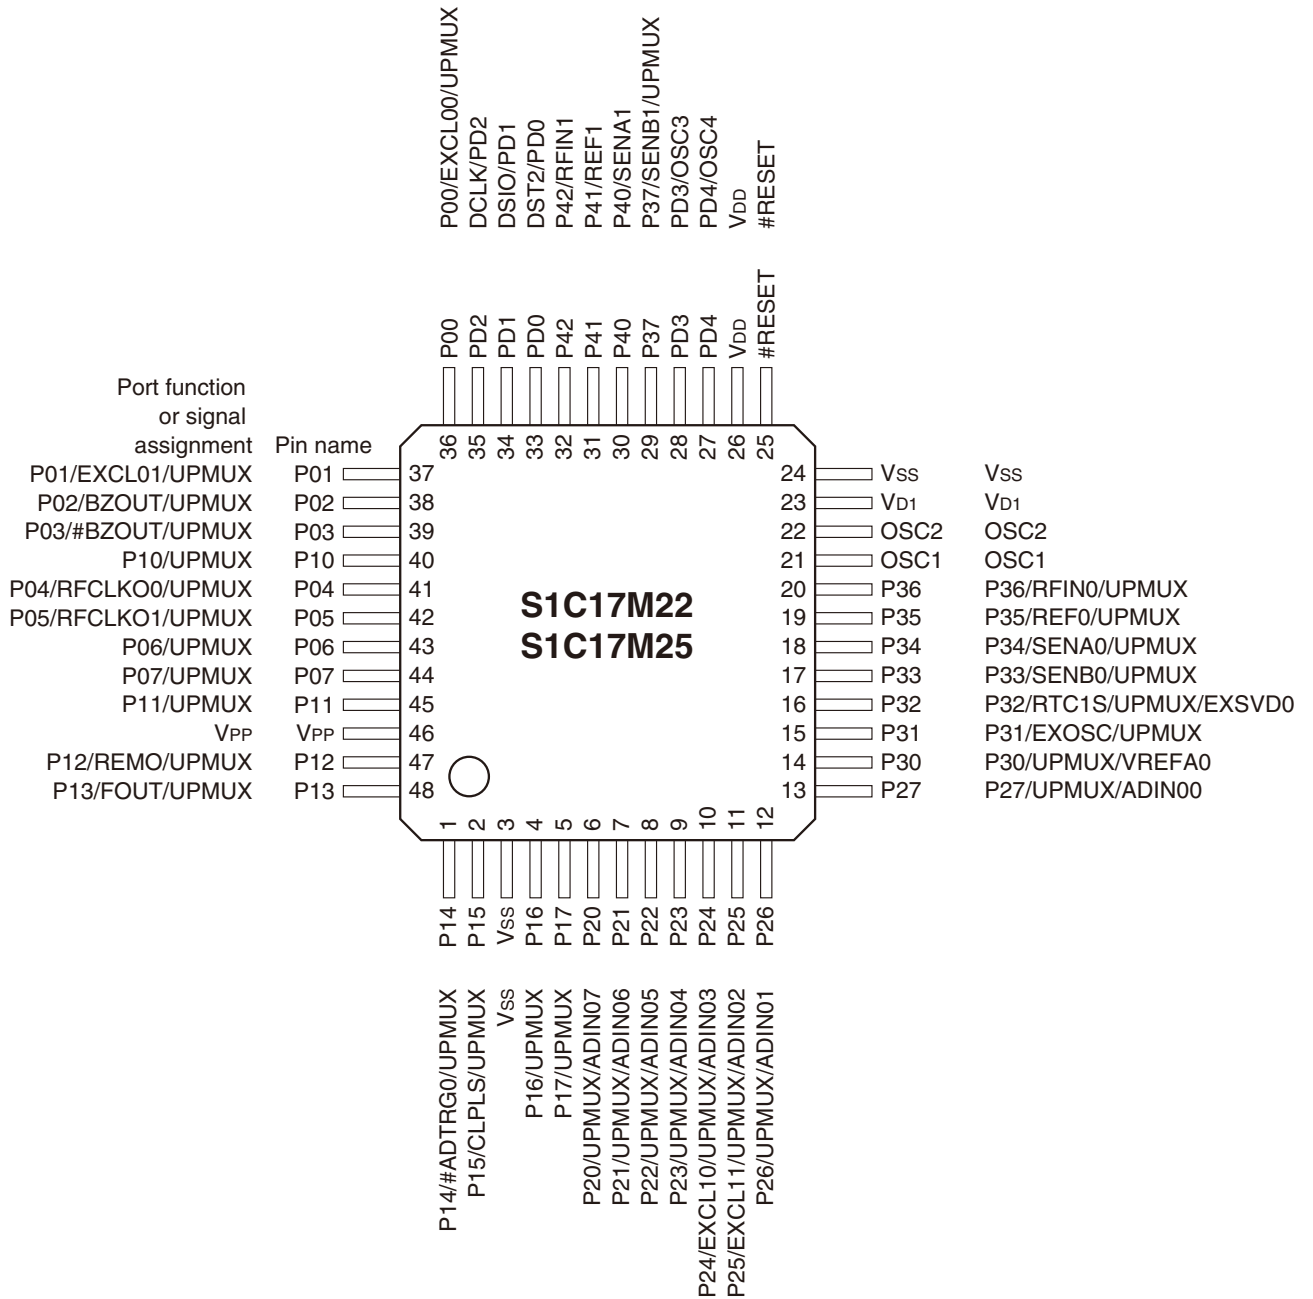 P00/EXCL00/UPMUX
DCLK/PD2
DSIO/PD1
DST2/PD0
P42/RFIN1
P41/REF1
P40/SENA1
P37/SENB1/UPMUX
PD3/OSC3
PD4/OSC4
VDD
#RESET
P00
PD2
PD1
PD0
P42
P41
P40
P37
PD3
PD4
VDD
#RESET
36
35
34
33
32
31
30
29
28
27
26
25
Port function
or signal
assignment Pin name
P01/EXCL01/UPMUX P01 37
P02/BZOUT/UPMUX P02 38
P03/#BZOUT/UPMUX P03 39
P10/UPMUX P10 40
P04/RFCLKO0/UPMUX P04 41
P05/RFCLKO1/UPMUX P05 42
P06/UPMUX P06 43
P07/UPMUX P07 44
P11/UPMUX P11 45
VPP VPP 46
P12/REMO/UPMUX P12 47
P13/FOUT/UPMUX P13 48
S1C17M22
S1C17M25
24 VSS VSS
23 VD1 VD1
22 OSC2 OSC2
21 OSC1 OSC1
20 P36 P36/RFIN0/UPMUX
19 P35 P35/REF0/UPMUX
18 P34 P34/SENA0/UPMUX
17 P33 P33/SENB0/UPMUX
16 P32 P32/RTC1S/UPMUX/EXSVD0
15 P31 P31/EXOSC/UPMUX
14 P30 P30/UPMUX/VREFA0
13 P27 P27/UPMUX/ADIN00
1
2
3
4
5
6
7
8
9
10
11
12
P14
P15
VSS
P16
P17
P20
P21
P22
P23
P24
P25
P26
P14/#ADTRG0/UPMUX
P15/CLPLS/UPMUX
VSS
P16/UPMUX
P17/UPMUX
P20/UPMUX/ADIN07
P21/UPMUX/ADIN06
P22/UPMUX/ADIN05
P23/UPMUX/ADIN04
P24/EXCL10/UPMUX/ADIN03
P25/EXCL11/UPMUX/ADIN02
P26/UPMUX/ADIN01